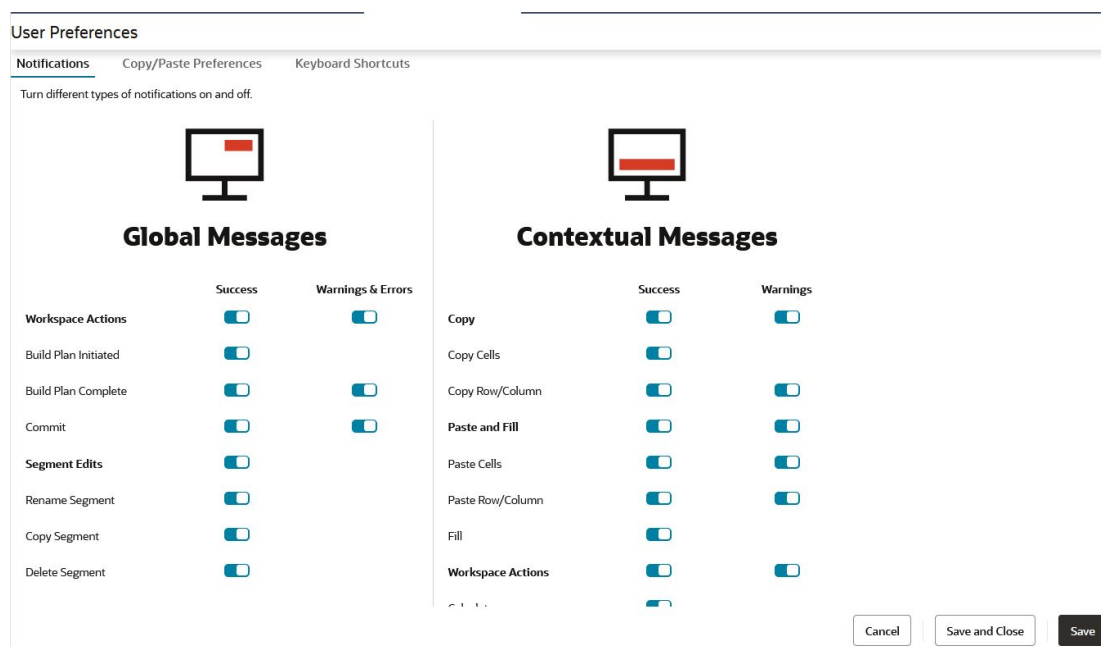 User Preferences
Notifications Copy/Paste Preferences Keyboard Shortcuts
Turn different types of notifications on and off.
Global Messages
Success Warnings & Errors
Workspace Actions
Build Plan Initiated
Build Plan Complete
Commit
Segment Edits
Rename Segment
Copy Segment
Delete Segment
Contextual Messages
Success Warnings
Copy
Copy Cells
Copy Row/Column
Paste and Fill
Paste Cells
Paste Row/Column
Fill
Workspace Actions
Cancel Save and Close Save